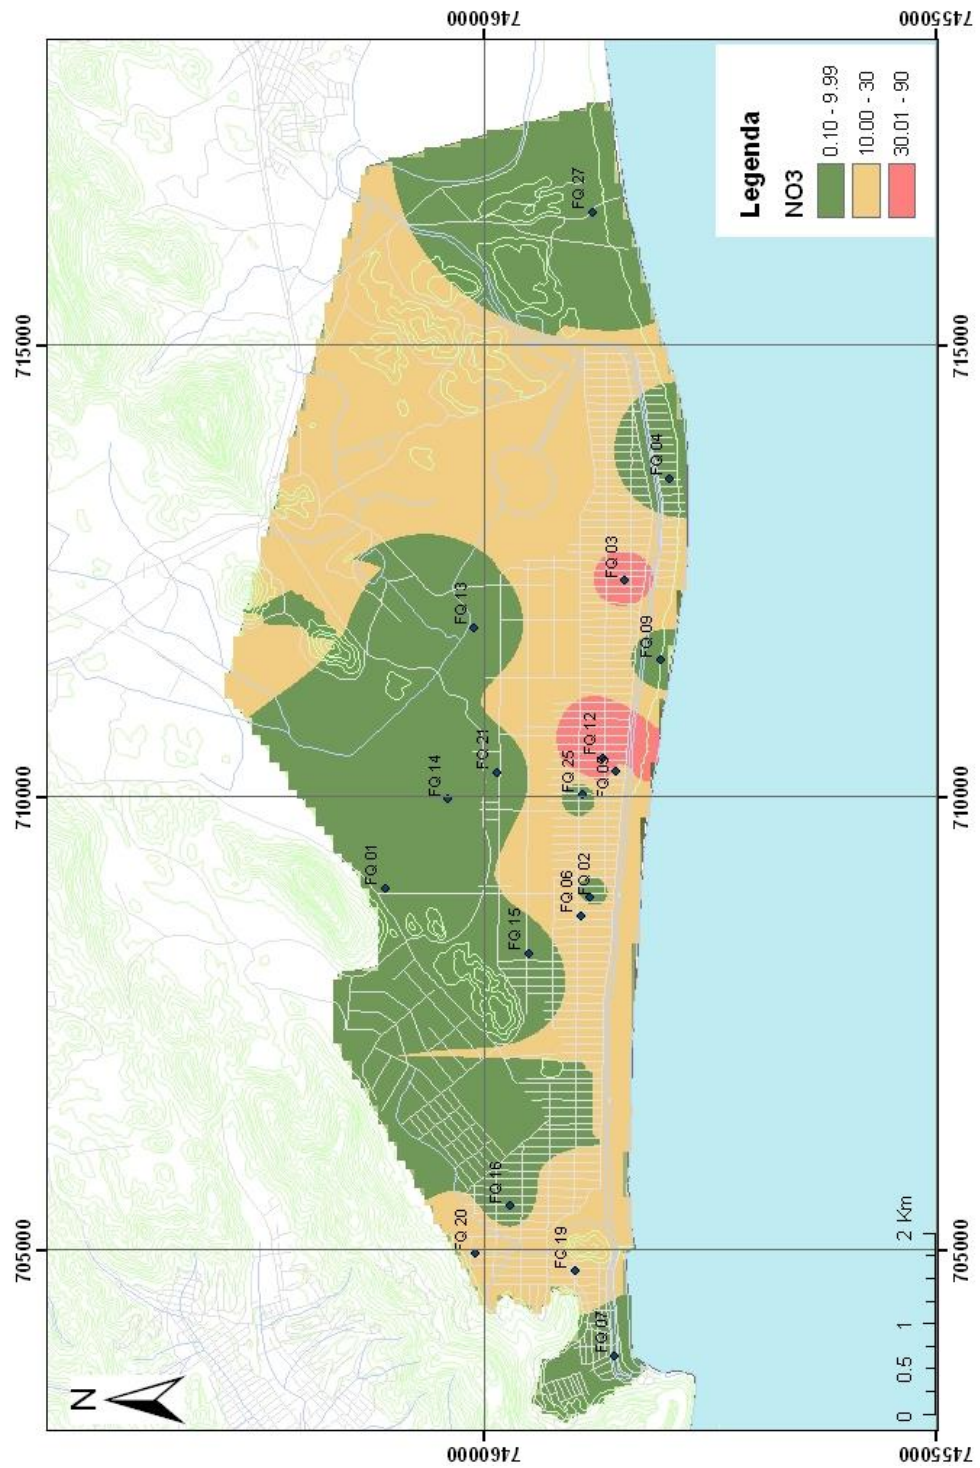 705000
710000
715000
N
FQ 01
FQ 14
FQ 20
FQ 13
7460000
7460000
FQ 21
FQ 16
FQ 15
FQ 19
FQ 06
FQ 25
FQ 27
FQ 02
FQ 12
FQ 07
FQ 05
FQ 03
FQ 09
FQ 04
Legenda
NO3
0.10 - 9.99
10.00 - 30
30.01 - 90
0 0.5 1 2 Km
7455000
7455000
705000
710000
715000